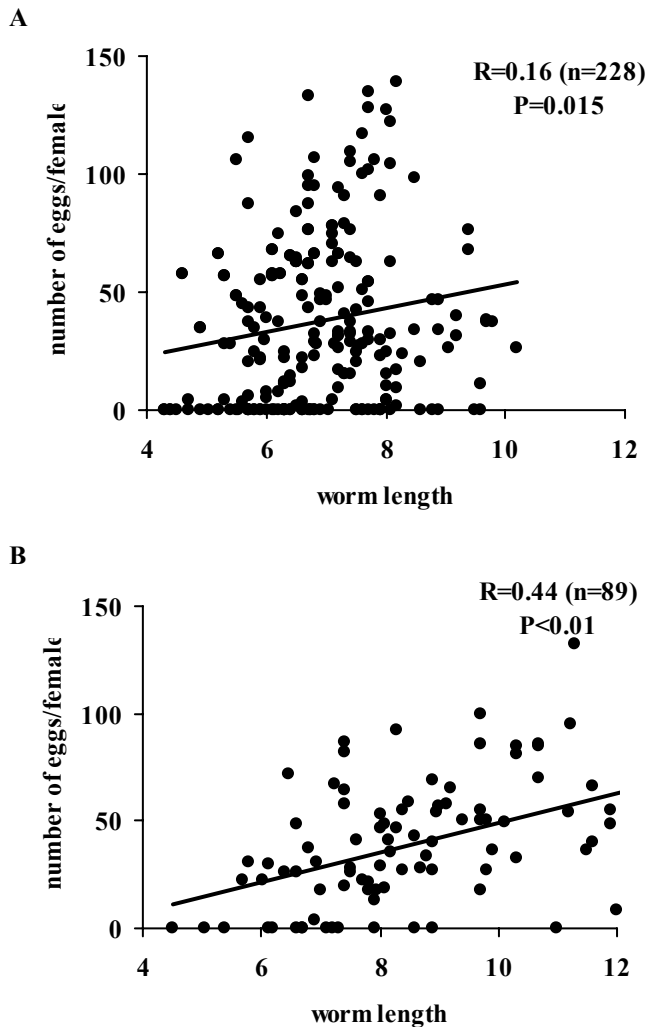 A
R=0.16 (n=228)
P=0.015
150
100
50
0
number of eggs/female
4 6 8 10 12
worm length
B
R=0.44 (n=89)
P<0.01
150
100
50
0
number of eggs/female
4 6 8 10 12
worm length